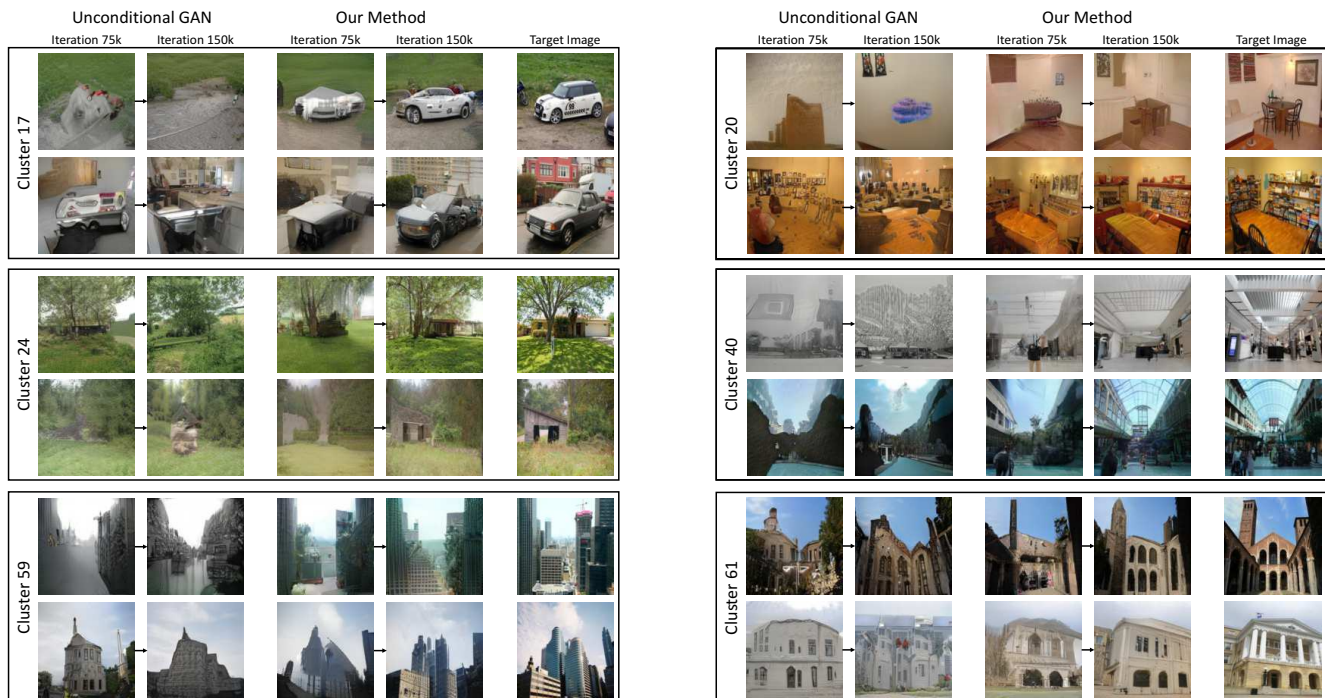 Unconditional GAN Our Method
Iteration 75k Iteration 150k Iteration 75k Iteration 150k Target Image
Cluster 17
Cluster 24
Cluster 59
Unconditional GAN Our Method
Iteration 75k Iteration 150k Iteration 75k Iteration 150k Target Image
Cluster 20
Cluster 40
Cluster 61